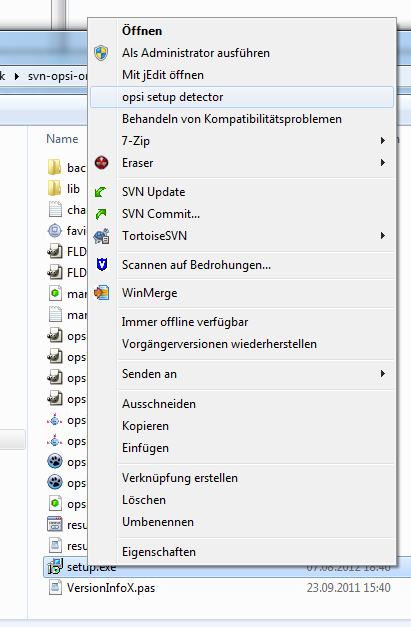 k ▸ svn-opsi-or
Name
Öffnen
Als Administrator ausführen
Mit jEdit öffnen
opsi setup detector
Behandeln von Kompatibilitätsproblemen
7-Zip
Eraser
SVN Update
SVN Commit...
TortoiseSVN
Scannen auf Bedrohungen...
WinMerge
Immer offline verfügbar
Vorgängerversionen wiederherstellen
Senden an
Ausschneiden
Kopieren
Einfügen
Verknüpfung erstellen
Löschen
Umbenennen
Eigenschaften
bac
lib
cha
favi
FLD
FLD
mar
mar
ops
ops
ops
ops
ops
ops
ops
ops
ops
resu
resu
setup.exe 07.08.2012 18:40
VersionInfoX.pas 23.09.2011 15:40